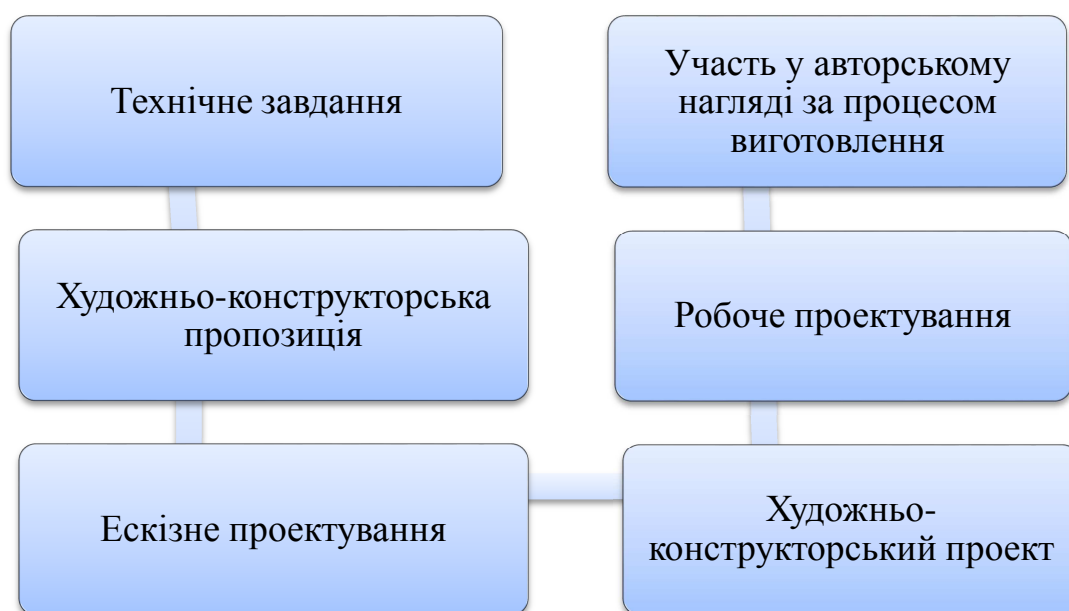 Технічне завдання
Художньо-конструкторська
пропозиція
Ескізне проектування
Художньо-
конструкторський проект
Робоче проектування
Участь у авторському
нагляді за процесом
виготовлення